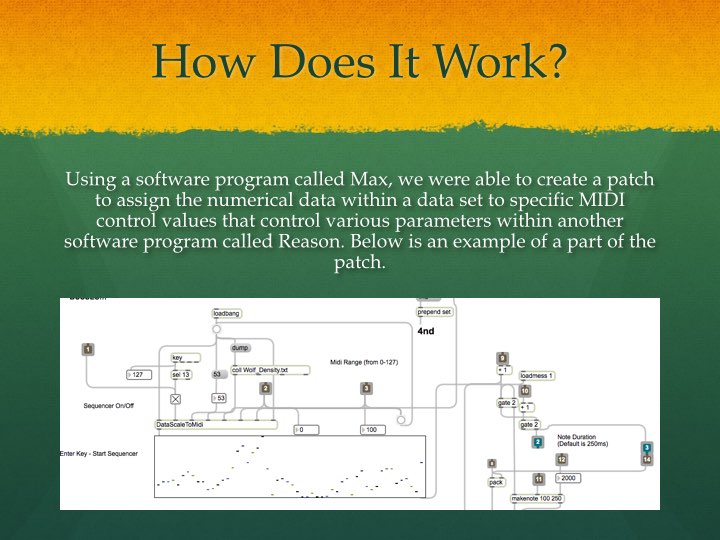 How Does It Work?
Using a software program called Max, we were able to create a patch
to assign the numerical data within a data set to specific MIDI
control values that control various parameters within another
software program called Reason. Below is an example of a part of the
patch.
loadbang
prepend set
4nd
1
dump
key
Midi Range (from 0-127)
9
+ 1
127
sel 13
53
coll Wolf_Density.txt
loadmess 1
2
3
10
53
gate 2
+ 1
Sequencer On/Off
DataScaleToMidi
0
100
gate 2
2
Note Duration
(Default is 250ms)
3
Enter Key - Start Sequencer
12
14
pack
11
2000
makenote 100 250